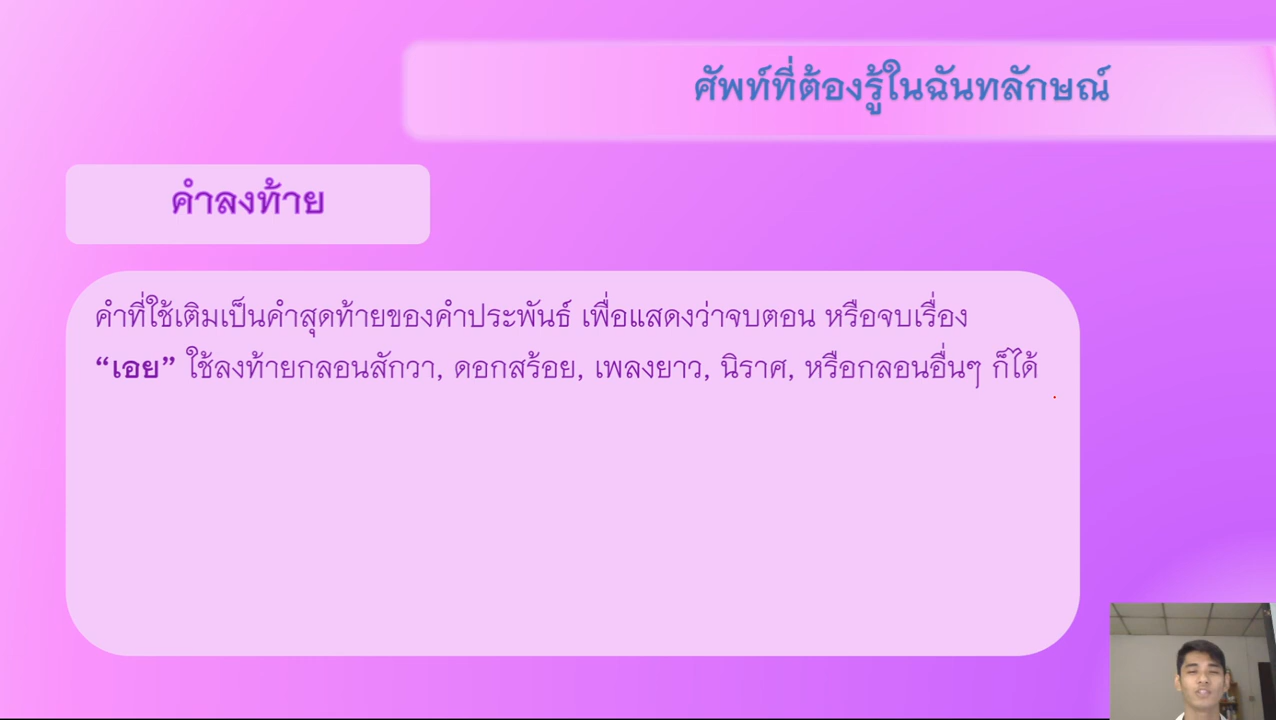 ศัพท์ที่ต้องรู้ในฉันทลักษณ์
คำลงท้าย
คำที่ใช้เติมเป็นคำสุดท้ายของคำประพันธ์ เพื่อแสดงว่าจบตอน หรือจบเรื่อง
“เอย” ใช้ลงท้ายกลอนสักวา, ดอกสร้อย, เพลงยาว, นิราศ, หรือกลอนอื่นๆ ก็ได้